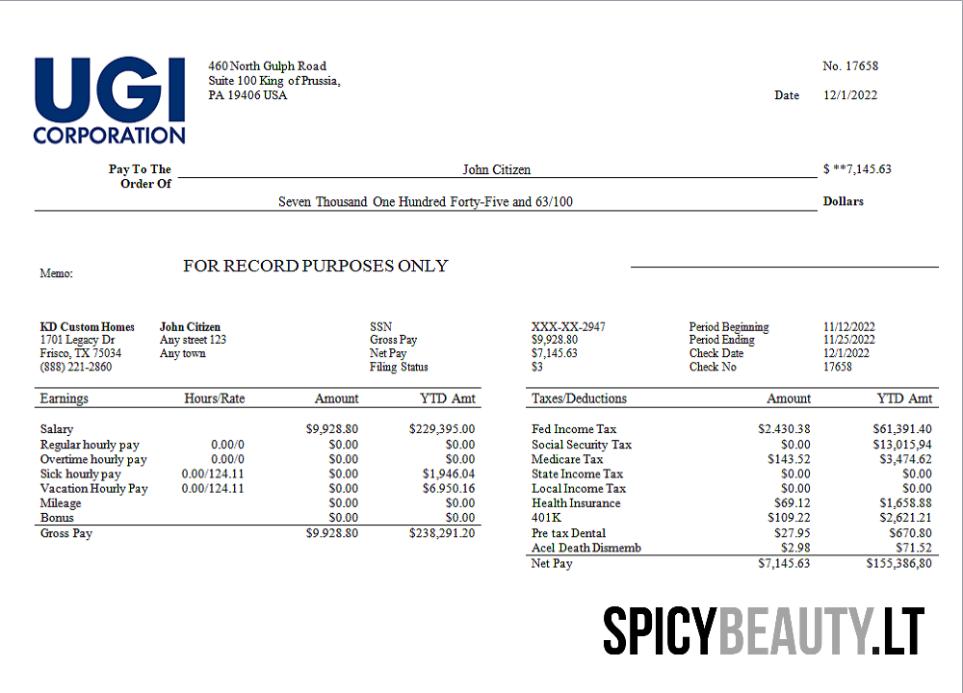 UGI
CORPORATION
460 North Gulph Road
Suite 100 King of Prussia,
PA 19406 USA
No. 17658
Date 12/1/2022
Pay To The
Order Of
John Citizen
$ **7,145.63
Seven Thousand One Hundred Forty-Five and 63/100
Dollars
Memo:
FOR RECORD PURPOSES ONLY
KD Custom Homes John Citizen SSN XXX-XX-2947 Period Beginning 11/12/2022
1701 Legacy Dr Any street 123 Gross Pay $9,928.80 Period Ending 11/25/2022
Frisco, TX 75034 Any town Net Pay $7,145.63 Check Date 12/1/2022
(888) 221-2860 Filing Status $3 Check No 17658
Earnings Hours/Rate Amount YTD Amt
Salary $9,928.80 $229,395.00
Regular hourly pay 0.00/0 $0.00 $0.00
Overtime hourly pay 0.00/0 $0.00 $0.00
Sick hourly pay 0.00/124.11 $0.00 $1,946.04
Vacation Hourly Pay 0.00/124.11 $0.00 $6.950.16
Mileage $0.00 $0.00
Bonus $0.00 $0.00
Gross Pay $9.928.80 $238,291.20
Taxes/Deductions Amount YTD Amt
Fed Income Tax $2.430.38 $61,391.40
Social Security Tax $0.00 $13,015,94
Medicare Tax $143.52 $3,474.62
State Income Tax $0.00 $0.00
Local Income Tax $0.00 $0.00
Health Insurance $69.12 $1,658.88
401K $109.22 $2,621.21
Pre tax Dental $27.95 $670.80
Acel Death Dismemb $2.98 $71.52
Net Pay $7,145.63 $155,386,80
SPICYBEAUTY.LT